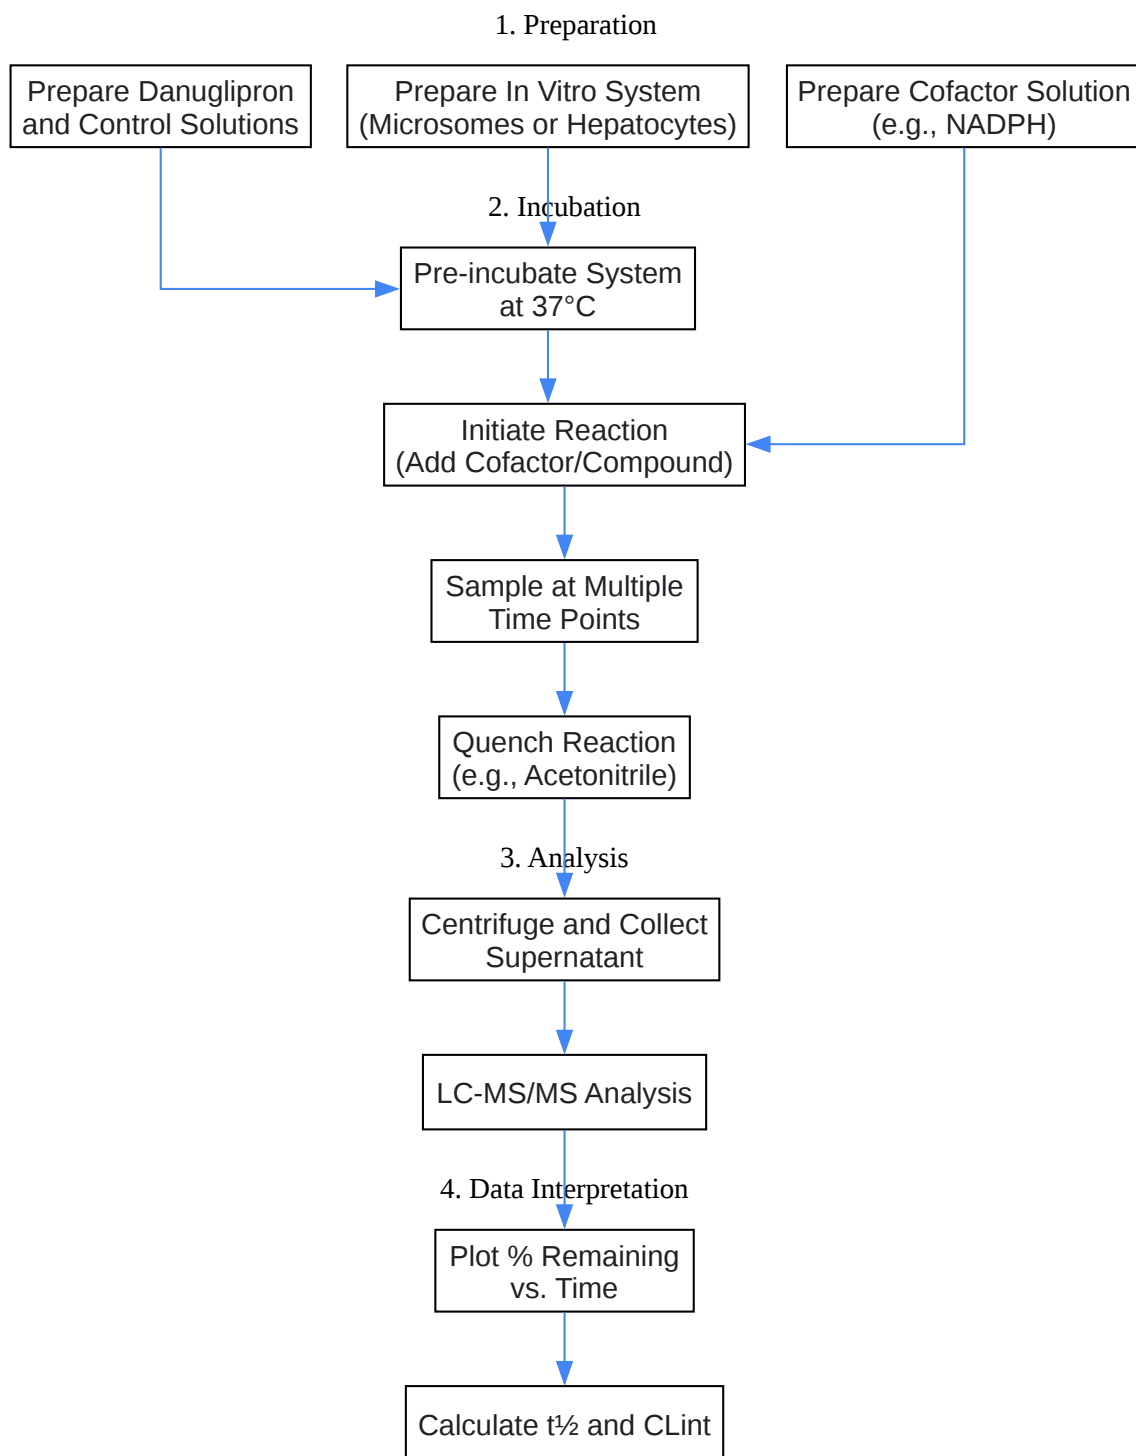 1. Preparation
Prepare Danuglipron
and Control Solutions
Prepare In Vitro System
(Microsomes or Hepatocytes)
Prepare Cofactor Solution
(e.g., NADPH)
2. Incubation
Pre-incubate System
at 37°C
Initiate Reaction
(Add Cofactor/Compound)
Sample at Multiple
Time Points
Quench Reaction
(e.g., Acetonitrile)
3. Analysis
Centrifuge and Collect
Supernatant
LC-MS/MS Analysis
4. Data Interpretation
Plot % Remaining
vs. Time
Calculate t½ and CLint